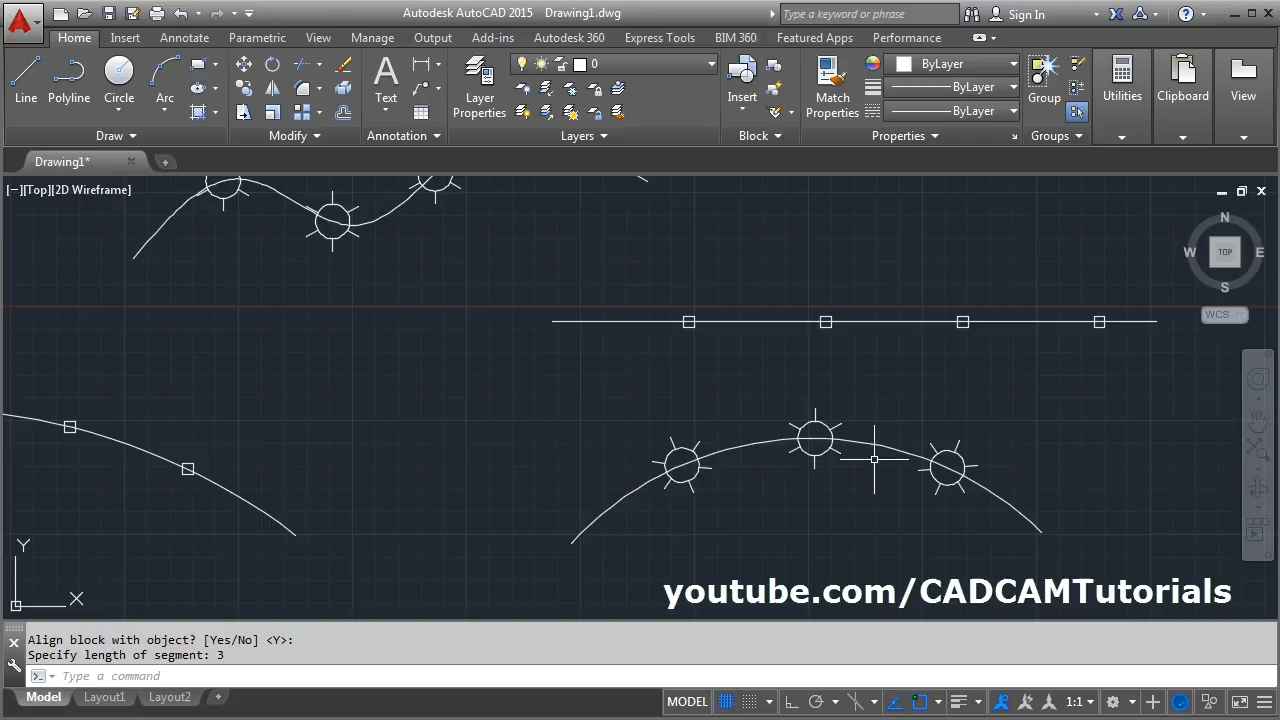 Autodesk AutoCAD 2015 Drawing1.dwg
Type a keyword or phrase
Sign In
Home Insert Annotate Parametric View Manage Output Add-ins Autodesk 360 Express Tools BIM 360 Featured Apps Performance
Line Polyline Circle Arc
Text
Layer Properties
0
Insert
Match Properties
ByLayer
ByLayer
ByLayer
Group
Utilities
Clipboard
View
Draw Modify Annotation Layers Block Properties Groups
Drawing1*
[−][Top][2D Wireframe]
N
W TOP E
S
WCS
Y
X
youtube.com/CADCAMTutorials
Align block with object? [Yes/No] <Y>:
Specify length of segment: 3
Type a command
Model Layout1 Layout2
MODEL
1:1